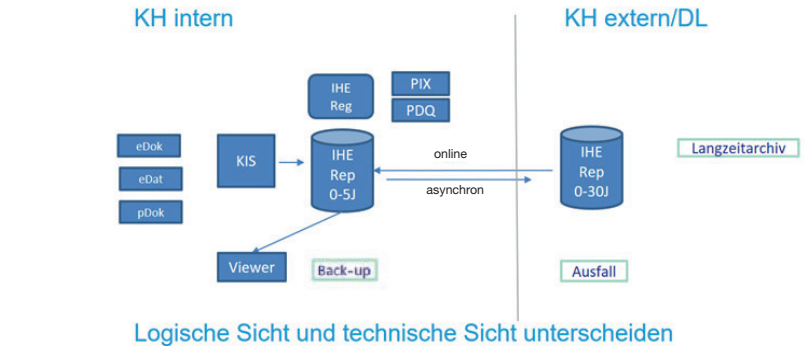 KH intern
KH extern/DL
IHE
Reg
PIX
PDQ
eDok
eDat
pDok
KIS
IHE
Rep
0-5J
online
asynchron
IHE
Rep
0-30J
Langzeitarchiv
Viewer
Back-up
Ausfall
Logische Sicht und technische Sicht unterscheiden